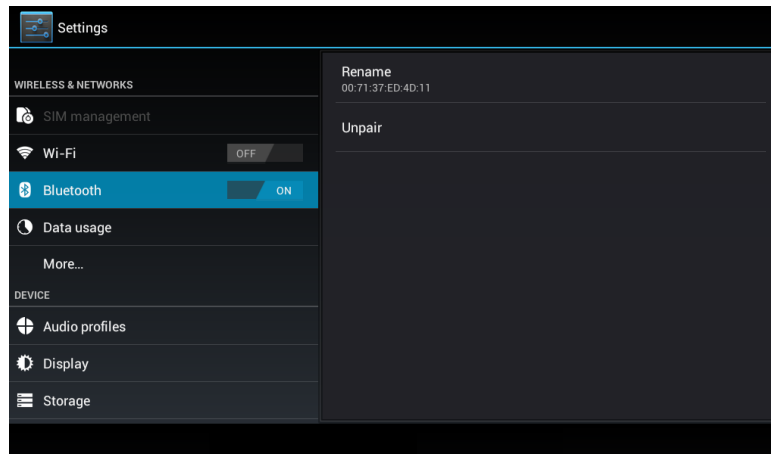 Settings
WIRELESS & NETWORKS
SIM management
Wi-Fi OFF
Bluetooth ON
Data usage
More...
DEVICE
Audio profiles
Display
Storage
Rename
00:71:37:ED:4D:11
Unpair